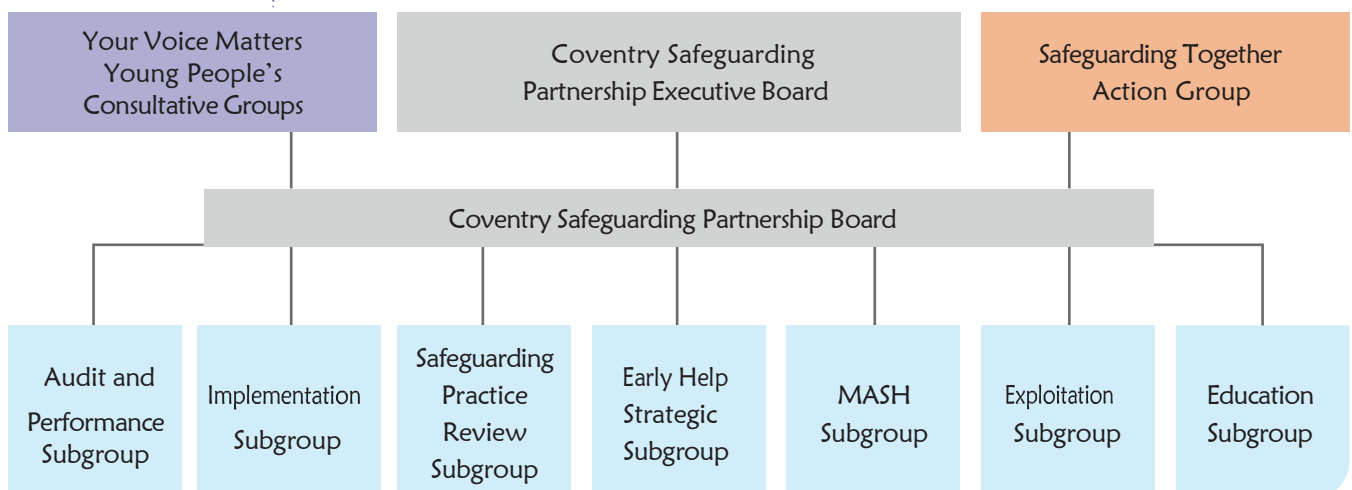 Your Voice Matters
Young People’s
Consultative Groups
Coventry Safeguarding
Partnership Executive Board
Safeguarding Together
Action Group
Coventry Safeguarding Partnership Board
Audit and
Performance
Subgroup
Implementation
Subgroup
Safeguarding
Practice
Review
Subgroup
Early Help
Strategic
Subgroup
MASH
Subgroup
Exploitation
Subgroup
Education
Subgroup